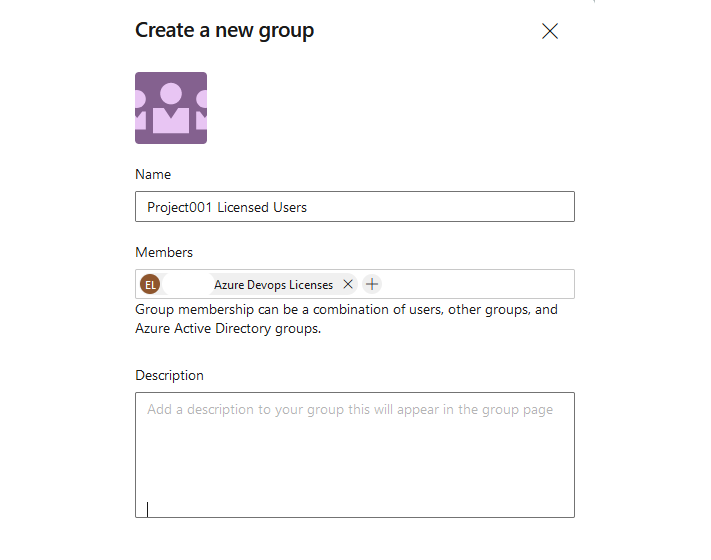 Create a new group
Name
Project001 Licensed Users
Members
EL Azure Devops Licenses
Group membership can be a combination of users, other groups, and
Azure Active Directory groups.
Description
Add a description to your group this will appear in the group page